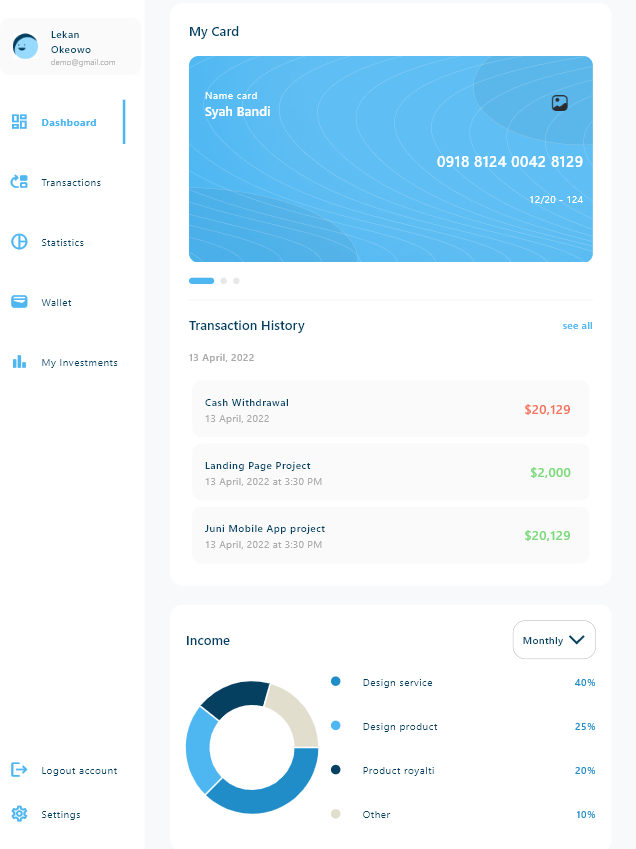 Lekan
Okeowo
demo@gmail.com
Dashboard
Transactions
Statistics
Wallet
My Investments
Logout account
Settings
My Card
Name card
Syah Bandi
0918 8124 0042 8129
12/20 - 124
Transaction History
see all
13 April, 2022
Cash Withdrawal
13 April, 2022
$20,129
Landing Page Project
13 April, 2022 at 3:30 PM
$2,000
Juni Mobile App project
13 April, 2022 at 3:30 PM
$20,129
Income
Monthly
Design service 40%
Design product 25%
Product royalti 20%
Other 10%